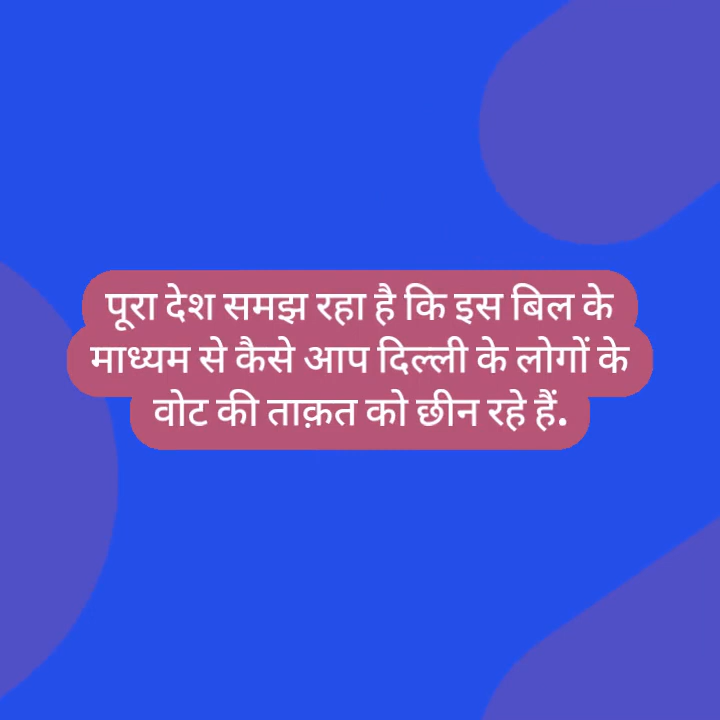 पूरा देश समझ रहा है कि इस बिल के
माध्यम से कैसे आप दिल्ली के लोगों के
वोट की ताक़त को छीन रहे हैं.